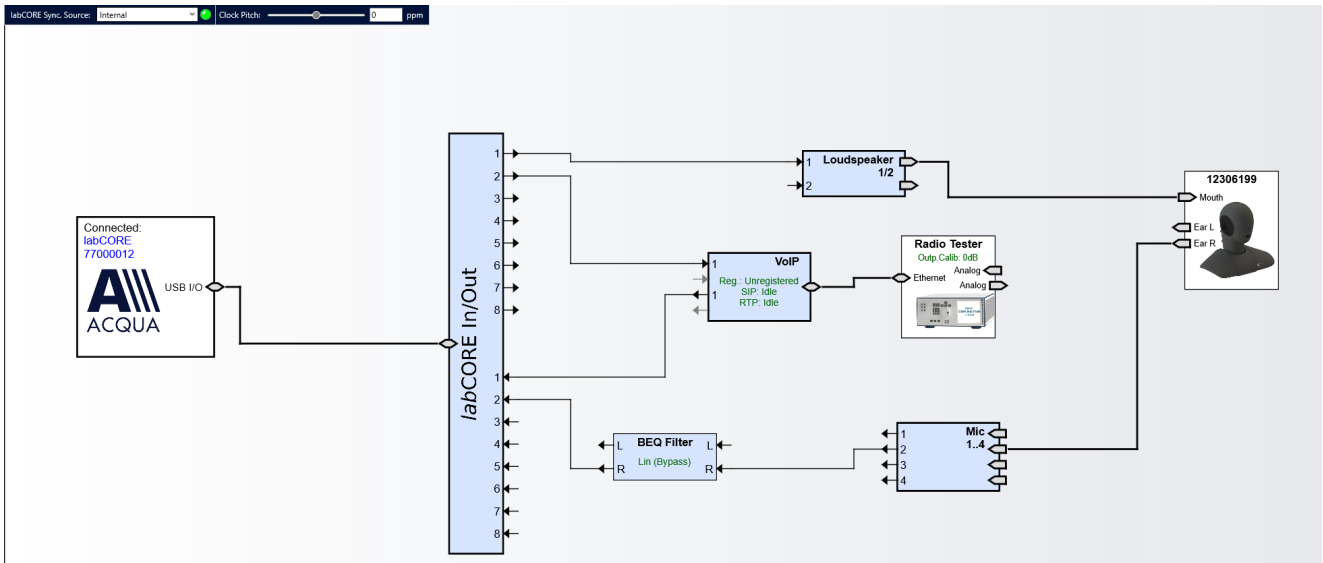 labCORE Sync. Source:
Internal
Clock Pitch:
0
ppm
Connected:
labCORE
77000012
ACQUA
USB I/O
labCORE In/Out
1
2
3
4
5
6
7
8
1
2
3
4
5
6
7
8
Loudspeaker
1/2
1
2
VoIP
1
1
Reg.: Unregistered
SIP: Idle
RTP: Idle
Radio Tester
Outp.Calib: 0dB
Ethernet
Analog
Analog
12306199
Mouth
Ear L
Ear R
BEQ Filter
Lin (Bypass)
L
R
L
R
Mic
1..4
1
2
3
4